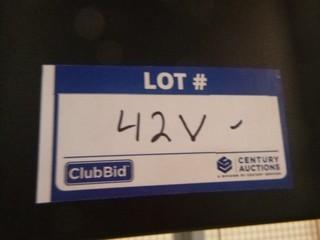 LOT #
42V -
ClubBid
CENTURY
AUCTIONS